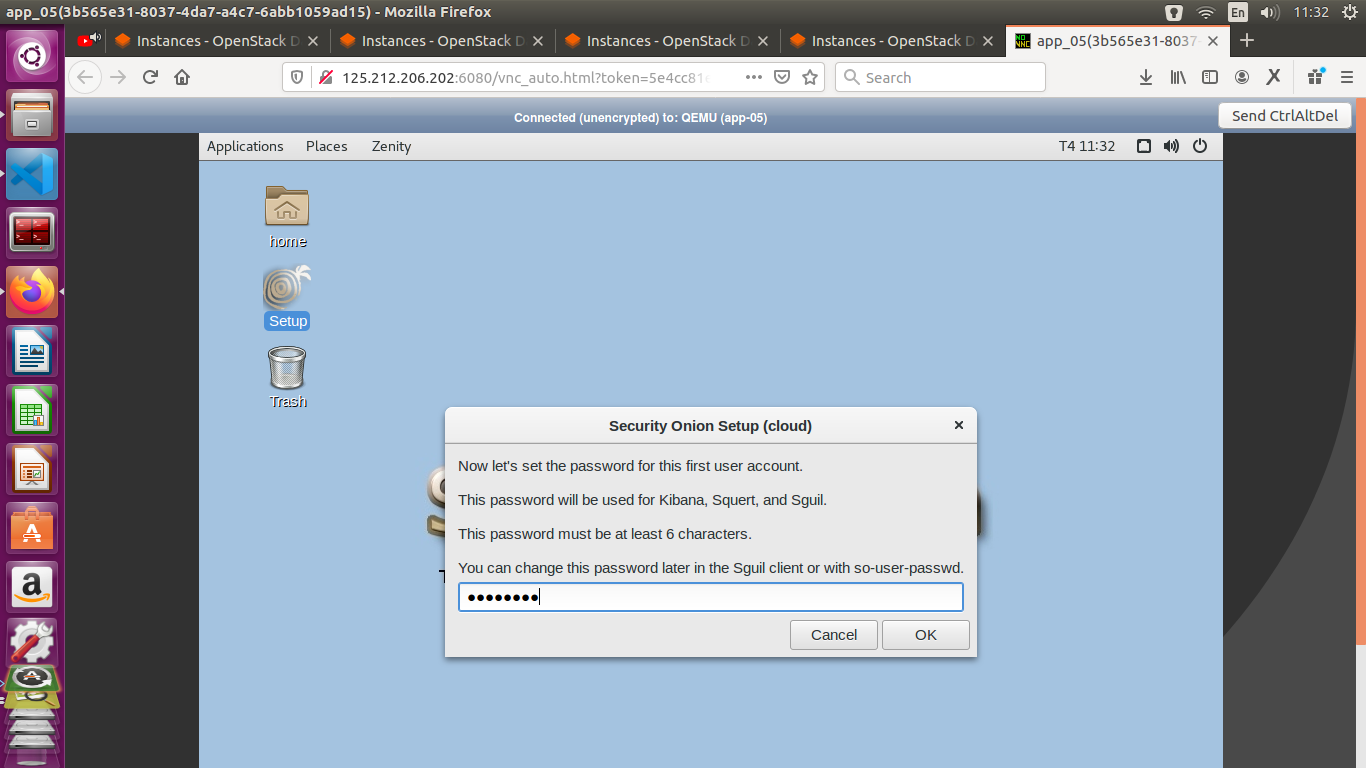 app_05(3b565e31-8037-4da7-a4c7-6abb1059ad15) - Mozilla Firefox
En
11:32
Instances - OpenStack D
Instances - OpenStack D
Instances - OpenStack D
Instances - OpenStack D
app_05(3b565e31-8037-
125.212.206.202:6080/vnc_auto.html?token=5e4cc81
Search
Connected (unencrypted) to: QEMU (app-05)
Send CtrlAltDel
Applications
Places
Zenity
T4 11:32
home
Setup
Trash
Security Onion Setup (cloud)
Now let's set the password for this first user account.
This password will be used for Kibana, Squert, and Sguil.
This password must be at least 6 characters.
You can change this password later in the Sguil client or with so-user-passwd.
●●●●●●●●
Cancel
OK